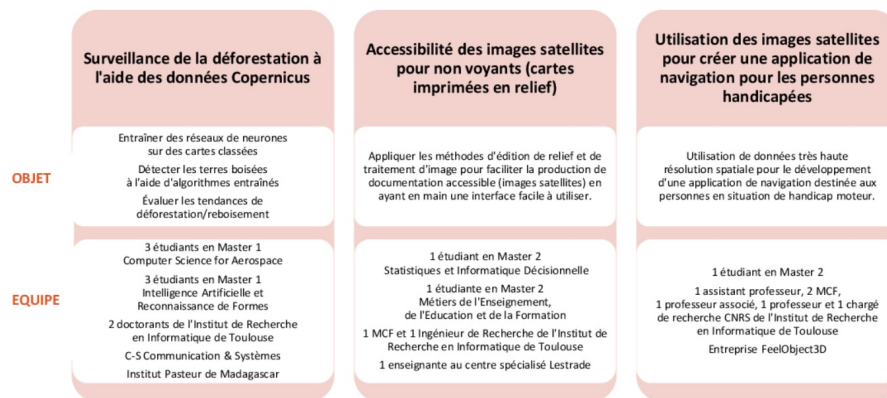 Surveillance de la déforestation à
l'aide des données Copernicus
Accessibilité des images satellites
pour non voyants (cartes
imprimées en relief)
Utilisation des images satellites
pour créer une application de
navigation pour les personnes
handicapées
OBJET
Entraîner des réseaux de neurones
sur des cartes classées
Détecter les terres boisées
à l'aide d'algorithmes entraînés
Évaluer les tendances de
déforestation/reboisement
Appliquer les méthodes d'édition de relief et de
traitement d'image pour faciliter la production de
documentation accessible (images satellites) en
ayant en main une interface facile à utiliser.
Utilisation de données très haute
résolution spatiale pour le développement
d'une application de navigation destinée aux
personnes en situation de handicap moteur.
EQUIPE
3 étudiants en Master 1
Computer Science for Aerospace
3 étudiants en Master 1
Intelligence Artificielle et
Reconnaissance de Formes
2 doctorants de l'Institut de Recherche
en Informatique de Toulouse
C-S Communication & Systèmes
Institut Pasteur de Madagascar
1 étudiant en Master 2
Statistiques et Informatique Décisionnelle
1 étudiante en Master 2
Métiers de l'Enseignement,
de l'Education et de la Formation
1 MCF et 1 Ingénieur de Recherche de l'Institut de
Recherche en Informatique de Toulouse
1 enseignante au centre spécialisé Lestrade
1 étudiant en Master 2
1 assistant professeur, 2 MCF,
1 professeur associé, 1 professeur et 1 chargé
de recherche CNRS de l'Institut de Recherche
en Informatique de Toulouse
Entreprise FeelObject3D